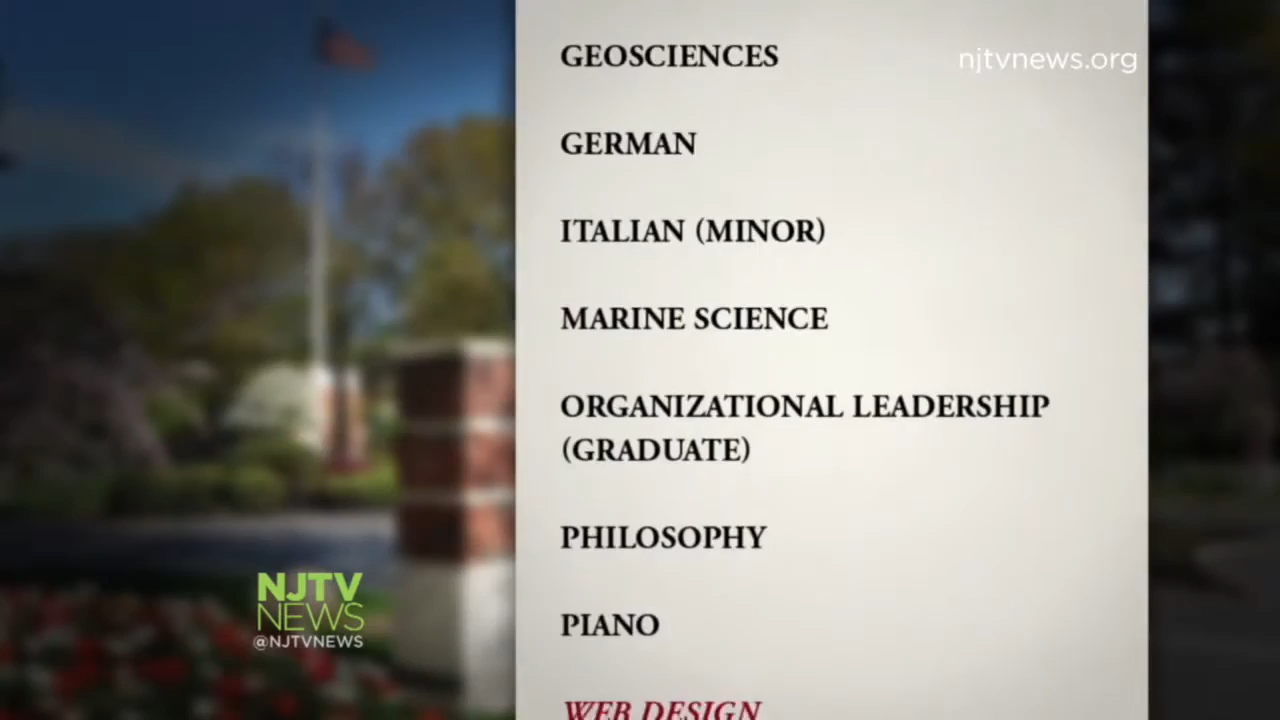 GEOSCIENCES
njtvnews.org
GERMAN
ITALIAN (MINOR)
MARINE SCIENCE
ORGANIZATIONAL LEADERSHIP
(GRADUATE)
PHILOSOPHY
NJTV
NEWS
@NJTVNEWS
PIANO
WEB DESIGN